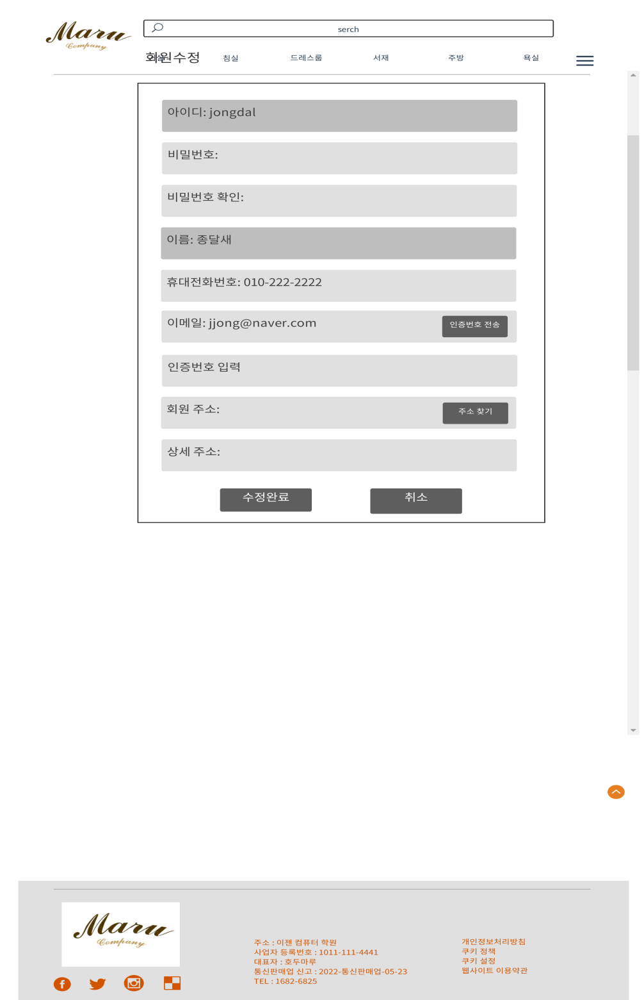 Maru
Company
serch
회원수정
침실 드레스룸 서재 주방 욕실
아이디: jongdal
비밀번호:
비밀번호 확인:
이름: 종달새
휴대전화번호: 010-222-2222
이메일: jjong@naver.com 인증번호 전송
인증번호 입력
회원 주소: 주소 찾기
상세 주소:
수정완료 취소
Maru
Company
주소 : 이젠 컴퓨터 학원
사업자 등록번호 : 1011-111-4441
대표자 : 호두마루
통신판매업 신고 : 2022-통신판매업-05-23
TEL : 1682-6825
개인정보처리방침
쿠키 정책
쿠키 설정
웹사이트 이용약관